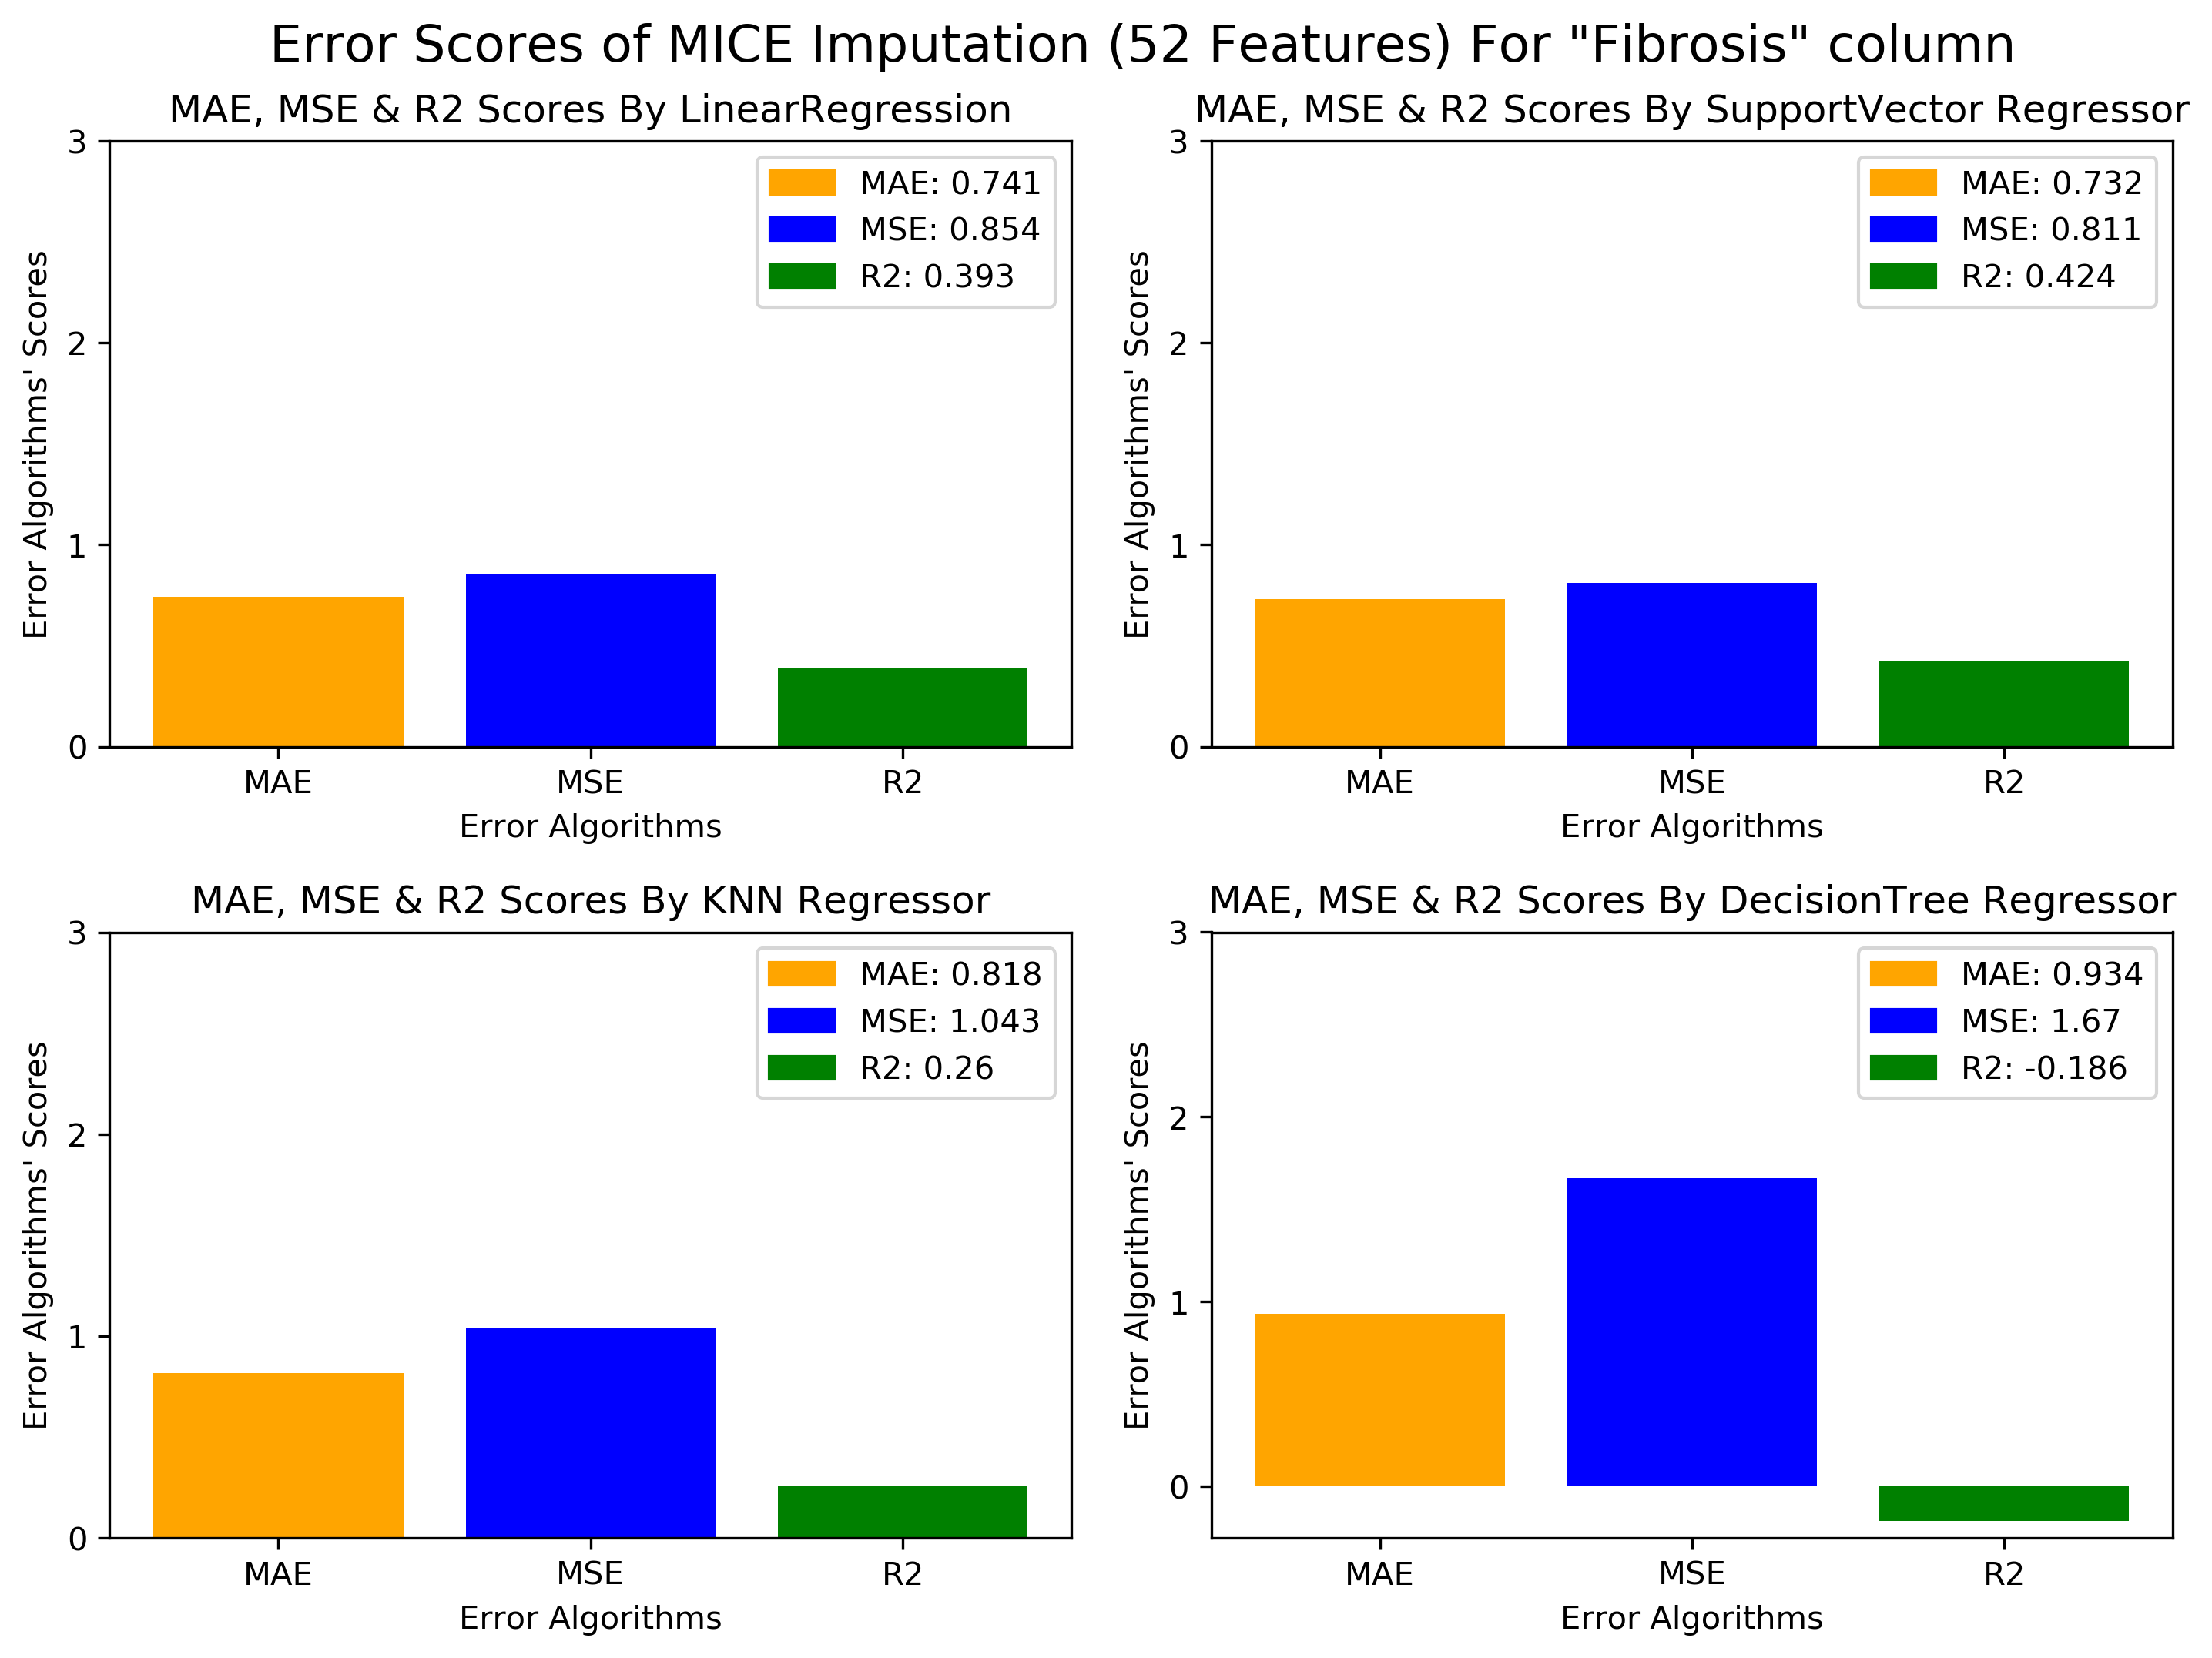 Error Scores of MICE Imputation (52 Features) For "Fibrosis" column
MAE, MSE & R2 Scores By LinearRegression
3
2
1
0
Error Algorithms' Scores
MAE: 0.741
MSE: 0.854
R2: 0.393
MAE MSE R2
Error Algorithms
MAE, MSE & R2 Scores By SupportVector Regressor
3
2
1
0
Error Algorithms' Scores
MAE: 0.732
MSE: 0.811
R2: 0.424
MAE MSE R2
Error Algorithms
MAE, MSE & R2 Scores By KNN Regressor
3
2
1
0
Error Algorithms' Scores
MAE: 0.818
MSE: 1.043
R2: 0.26
MAE MSE R2
Error Algorithms
MAE, MSE & R2 Scores By DecisionTree Regressor
3
2
1
0
Error Algorithms' Scores
MAE: 0.934
MSE: 1.67
R2: -0.186
MAE MSE R2
Error Algorithms